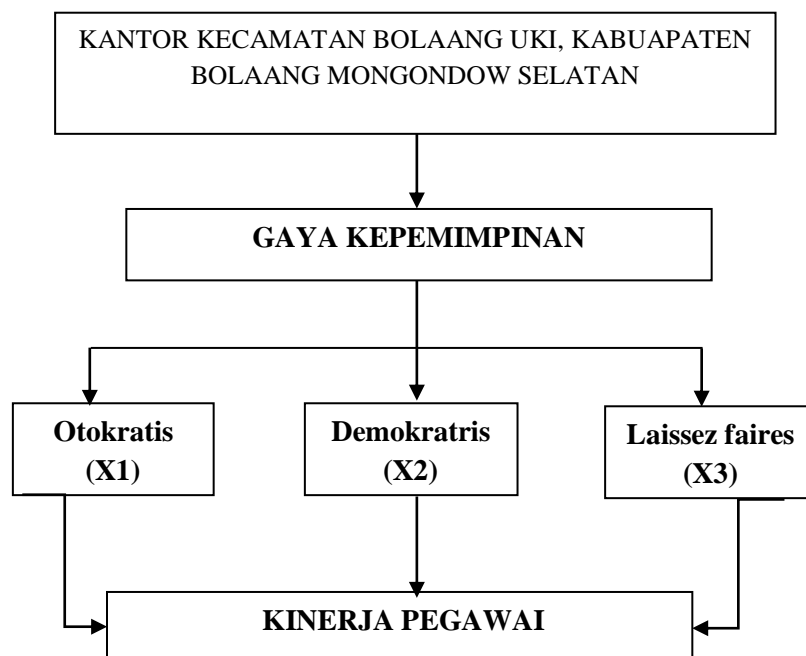 KANTOR KECAMATAN BOLAANG UKI, KABUAPATEN
BOLAANG MONGONDOW SELATAN
GAYA KEPEMIMPINAN
Otokratis
(X1)
Demokratris
(X2)
Laissez faires
(X3)
KINERJA PEGAWAI